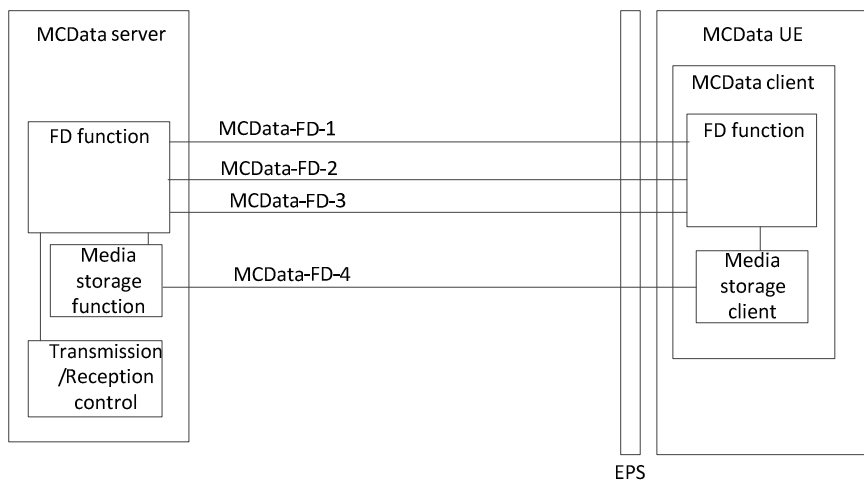 MCData server
MCData UE
MCData client
FD function
MCData-FD-1
FD function
MCData-FD-2
MCData-FD-3
Media
storage
function
MCData-FD-4
Media
storage
client
Transmission
/Reception
control
EPS